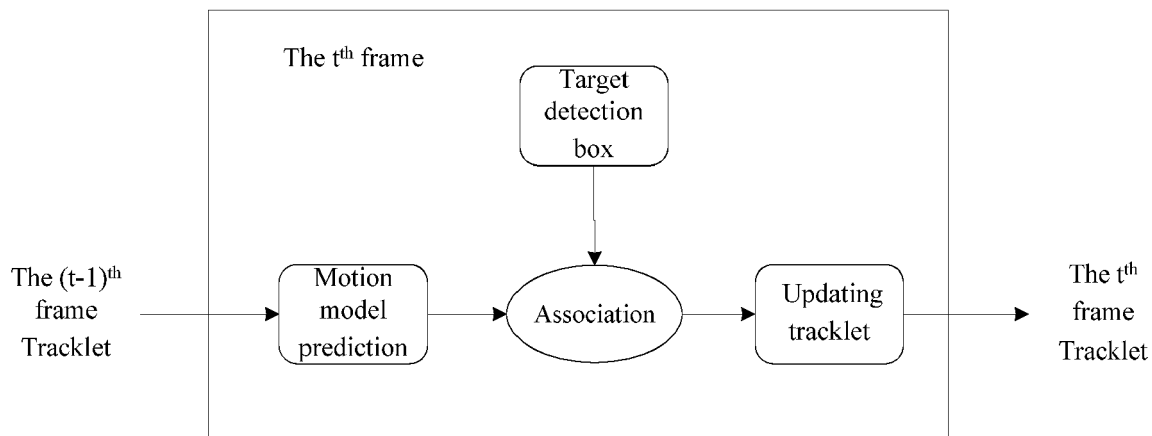 The tth frame
Target
detection
box
The (t-1)th
frame
Tracklet
Motion
model
prediction
Association
Updating
tracklet
The tth
frame
Tracklet